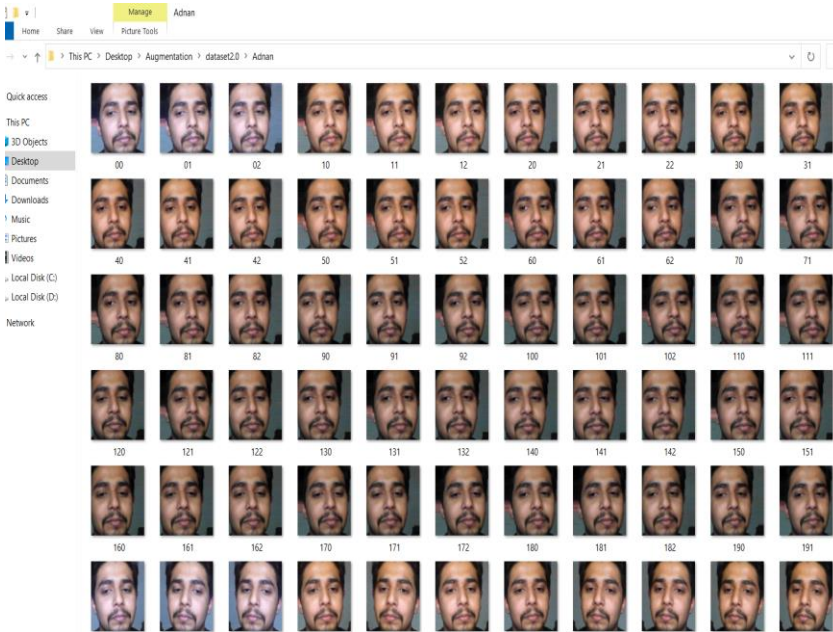 Manage Adnan
Home Share View Picture Tools
This PC > Desktop > Augmentation > dataset2.0 > Adnan
Quick access
This PC
3D Objects
Desktop
Documents
Downloads
Music
Pictures
Videos
Local Disk (C:)
Local Disk (D:)
Network
00 01 02 10 11 12 20 21 22 30 31
40 41 42 50 51 52 60 61 62 70 71
80 81 82 90 91 92 100 101 102 110 111
120 121 122 130 131 132 140 141 142 150 151
160 161 162 170 171 172 180 181 182 190 191